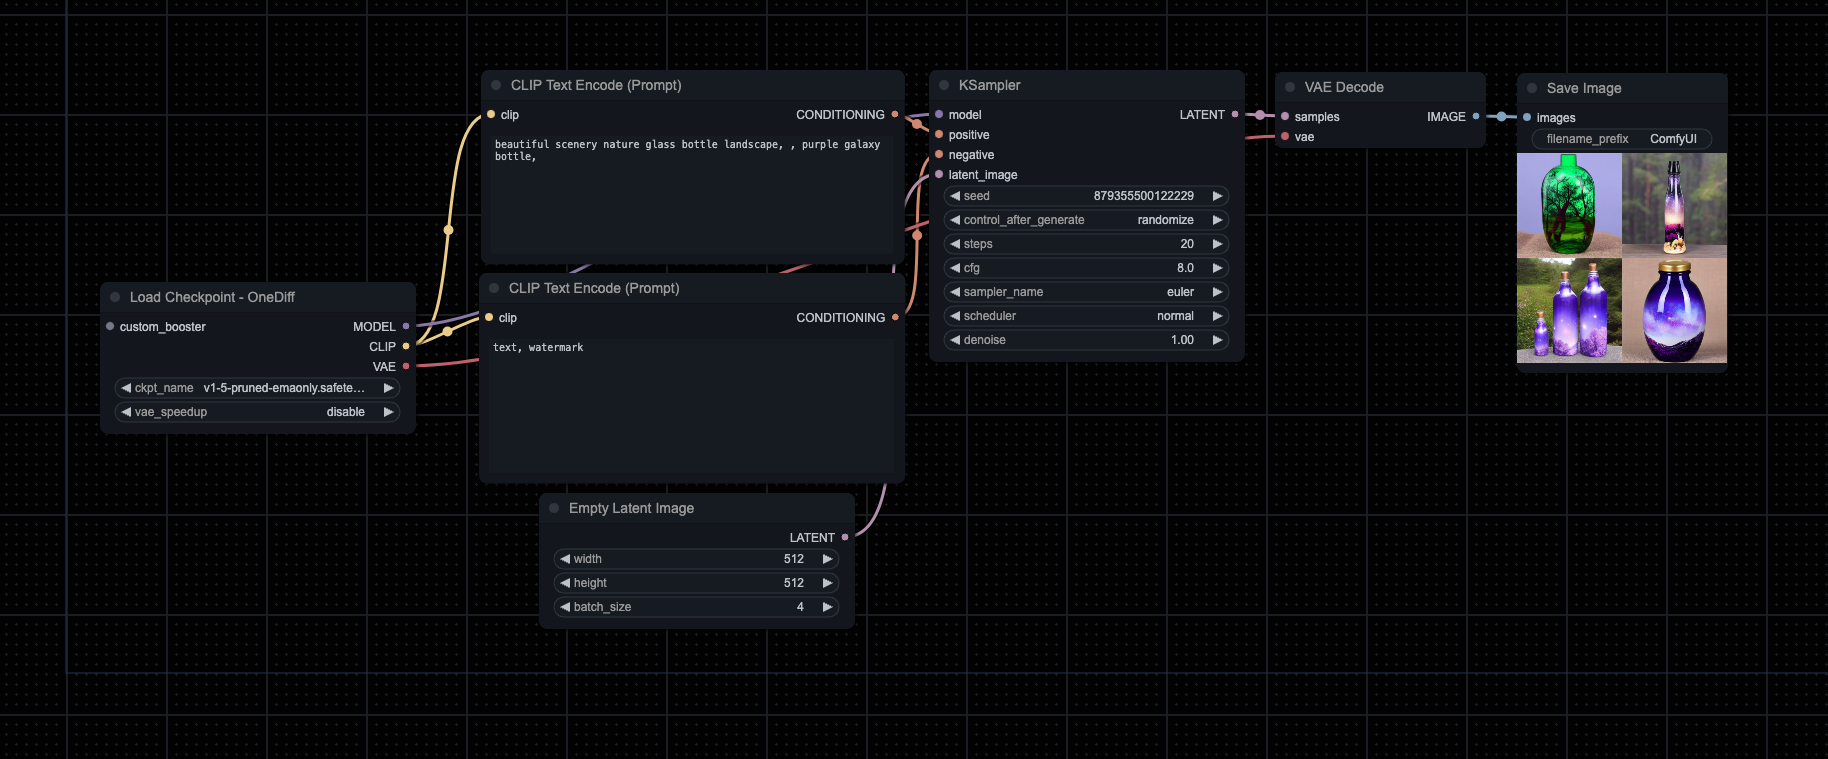 CLIP Text Encode (Prompt)
clip
CONDITIONING
beautiful scenery nature glass bottle landscape, , purple galaxy
bottle,
KSampler
model
LATENT
positive
negative
latent_image
seed 879355500122229
control_after_generate randomize
steps 20
cfg 8.0
sampler_name euler
scheduler normal
denoise 1.00
VAE Decode
samples
IMAGE
vae
Save Image
images
filename_prefix ComfyUI
Load Checkpoint - OneDiff
custom_booster
MODEL
CLIP
VAE
ckpt_name v1-5-pruned-emaonly.safete...
vae_speedup disable
CLIP Text Encode (Prompt)
clip
CONDITIONING
text, watermark
Empty Latent Image
LATENT
width 512
height 512
batch_size 4